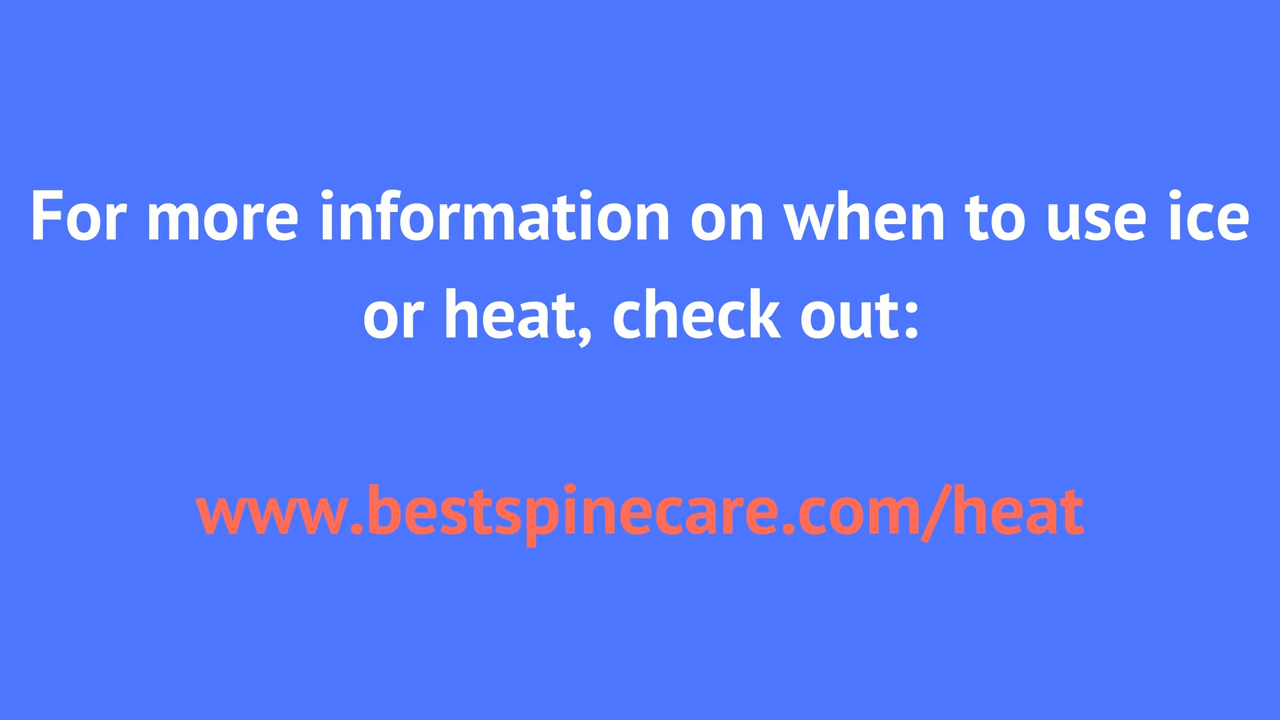 For more information on when to use ice
or heat, check out:
www.bestspinecare.com/heat